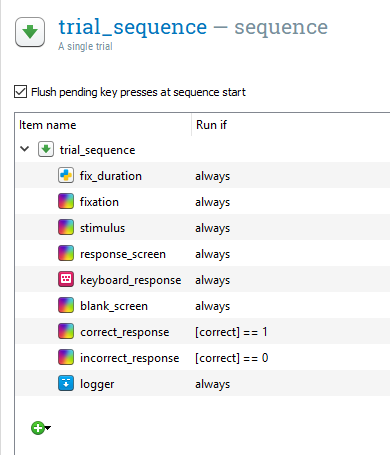 trial_sequence – sequence
A single trial
Flush pending key presses at sequence start
Item name Run if
trial_sequence
fix_duration always
fixation always
stimulus always
response_screen always
keyboard_response always
blank_screen always
correct_response [correct] == 1
incorrect_response [correct] == 0
logger always